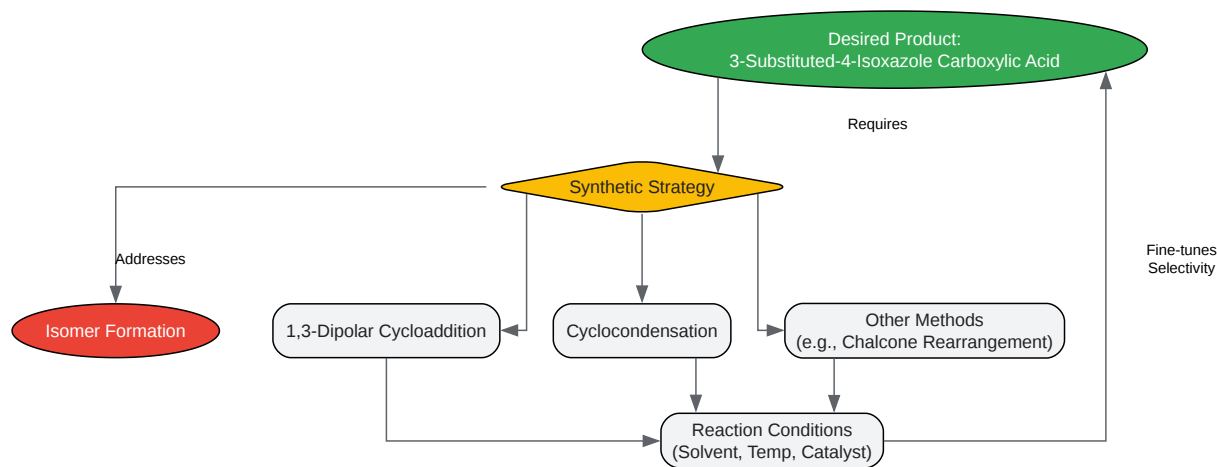 Desired Product:
3-Substituted-4-Isoxazole Carboxylic Acid
Requires
Synthetic Strategy
Addresses
Fine-tunes
Selectivity
Isomer Formation
1,3-Dipolar Cycloaddition
Cyclocondensation
Other Methods
(e.g., Chalcone Rearrangement)
Reaction Conditions
(Solvent, Temp, Catalyst)